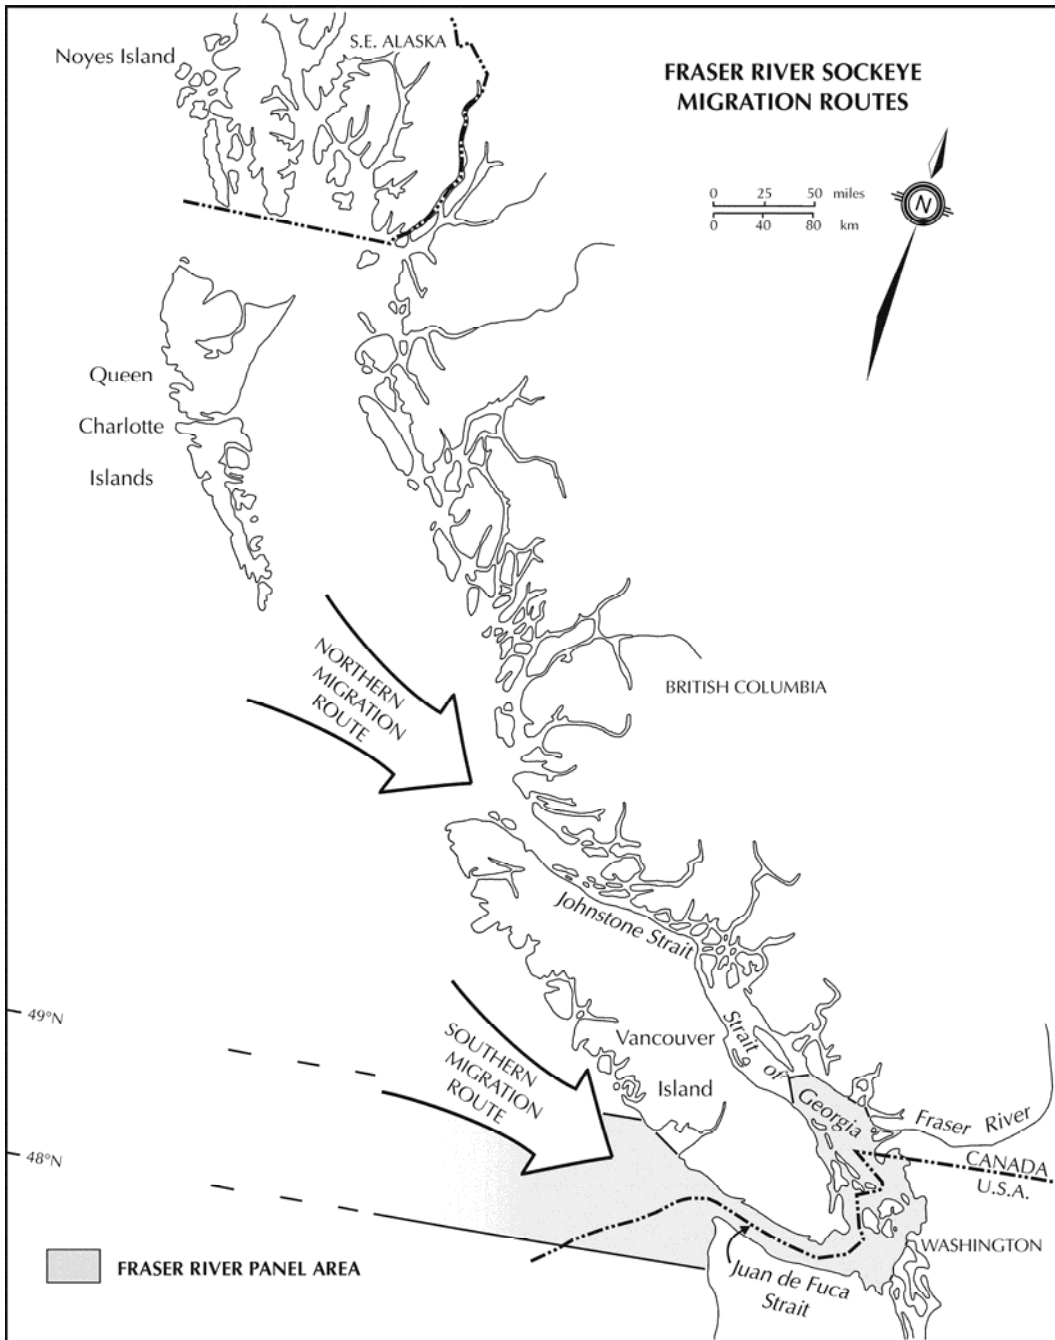 Noyes Island
S.E. ALASKA
FRASER RIVER SOCKEYE
MIGRATION ROUTES
0 25 50 miles
0 40 80 km
N
Queen
Charlotte
Islands
NORTHERN
MIGRATION
ROUTE
BRITISH COLUMBIA
Johnstone Strait
49°N
Strait of
Georgia
Vancouver
Island
SOUTHERN
MIGRATION
ROUTE
Fraser River
48°N
CANADA
U.S.A.
WASHINGTON
Juan de Fuca
Strait
FRASER RIVER PANEL AREA